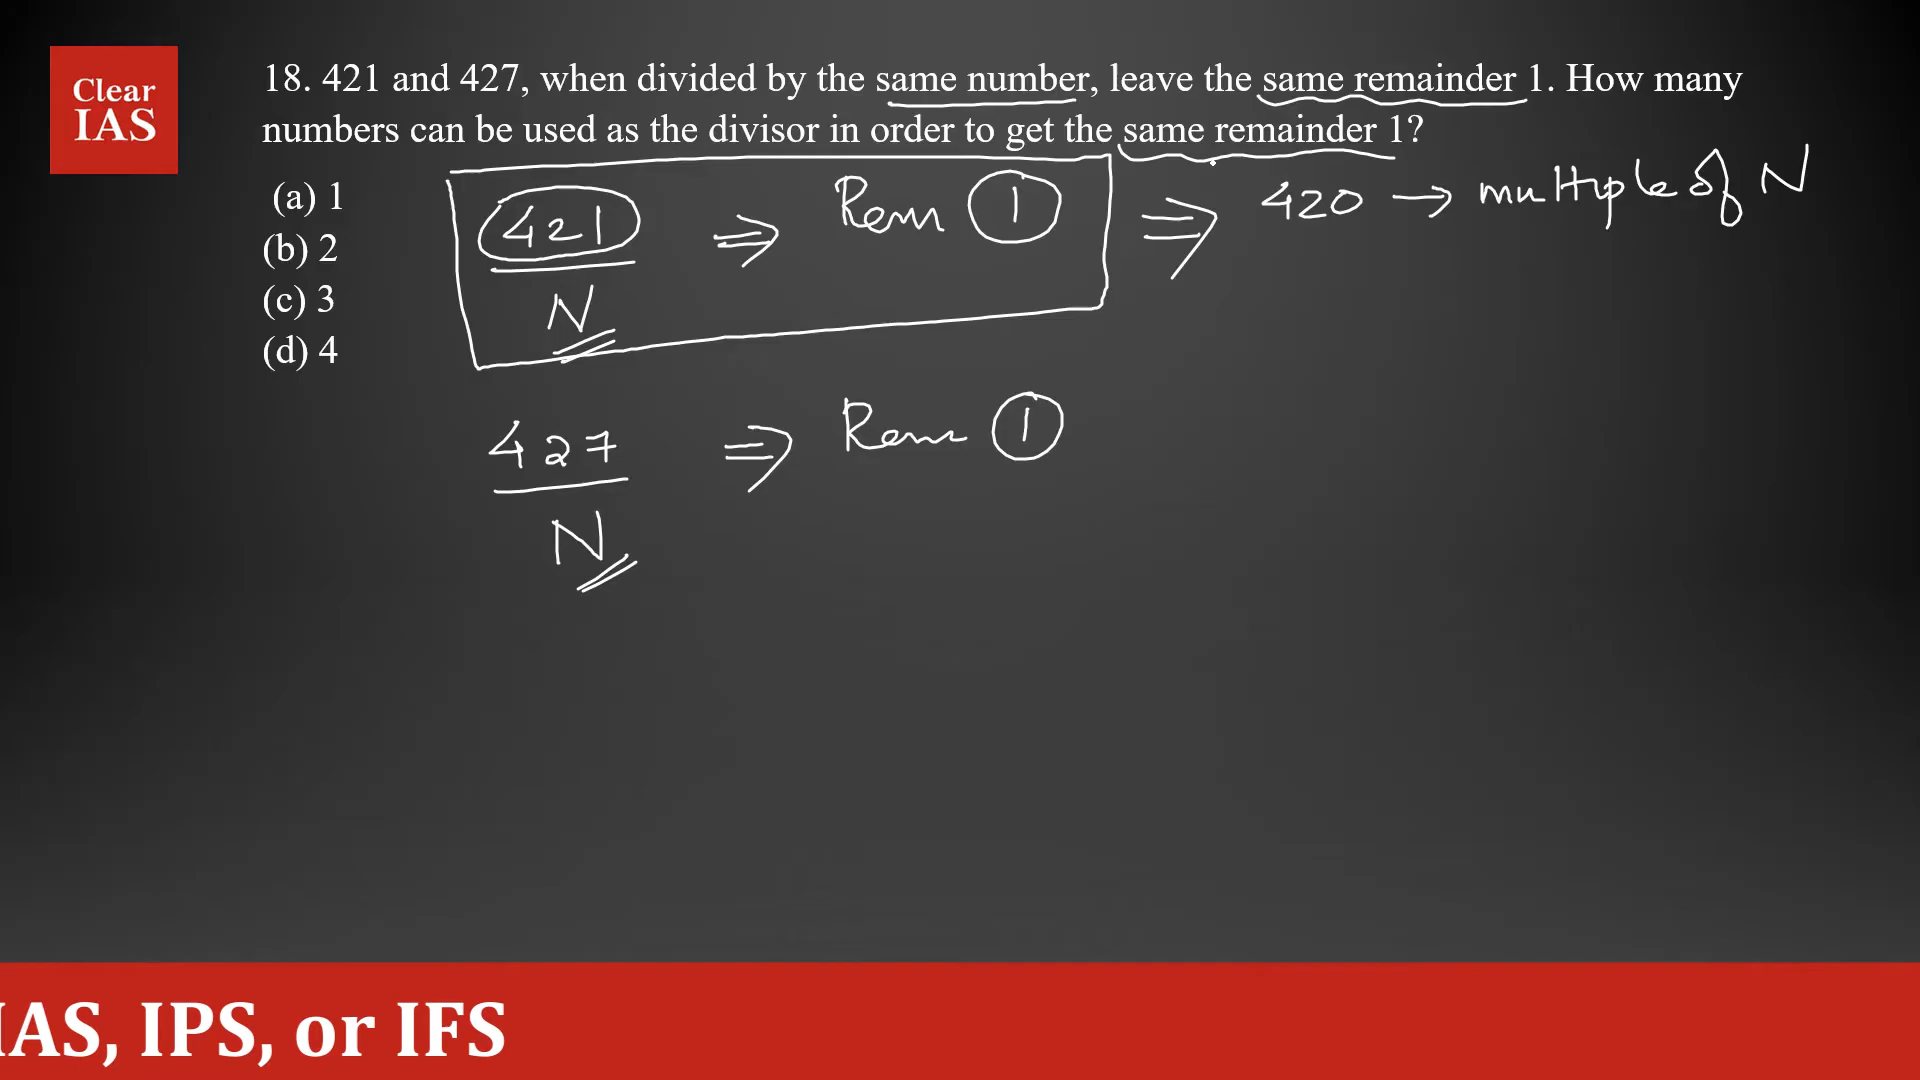 Clear
IAS
18. 421 and 427, when divided by the same number, leave the same remainder 1. How many
numbers can be used as the divisor in order to get the same remainder 1?
(a) 1
(b) 2
(c) 3
(d) 4
421 ⇒ Rem 1 ⇒ 420 → multiple of N
N
427 ⇒ Rem 1
N
IAS, IPS, or IFS